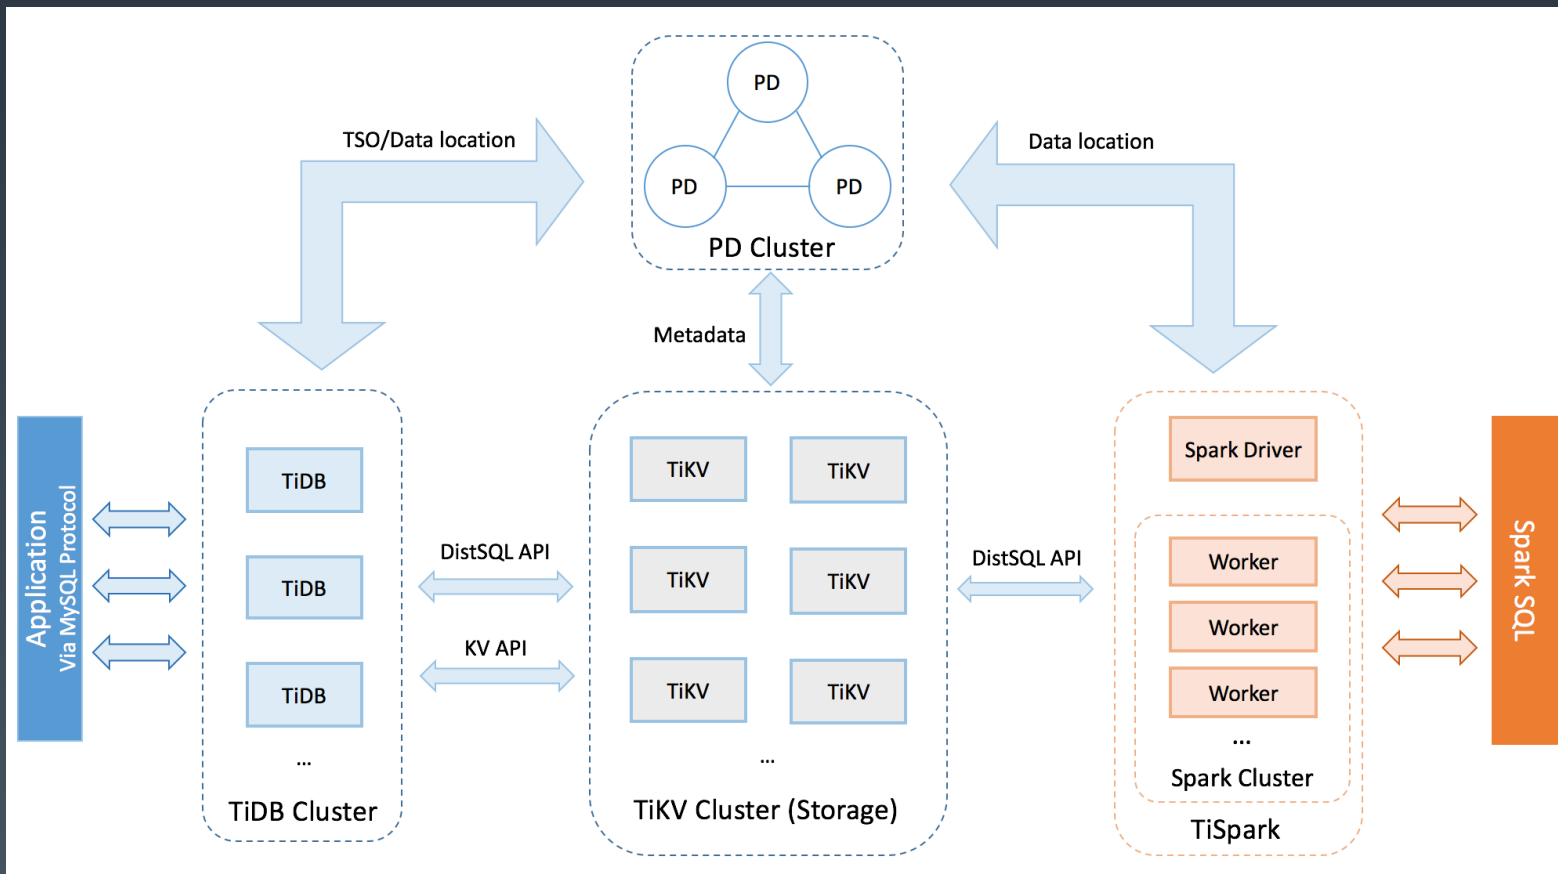 PD
TSO/Data location
Data location
PD
PD
PD Cluster
Metadata
Application
Via MySQL Protocol
TiDB
TiDB
TiDB
...
TiDB Cluster
DistSQL API
KV API
TiKV
TiKV
TiKV
TiKV
TiKV
TiKV
...
TiKV Cluster (Storage)
DistSQL API
Spark Driver
Worker
Worker
Worker
...
Spark Cluster
TiSpark
Spark SQL